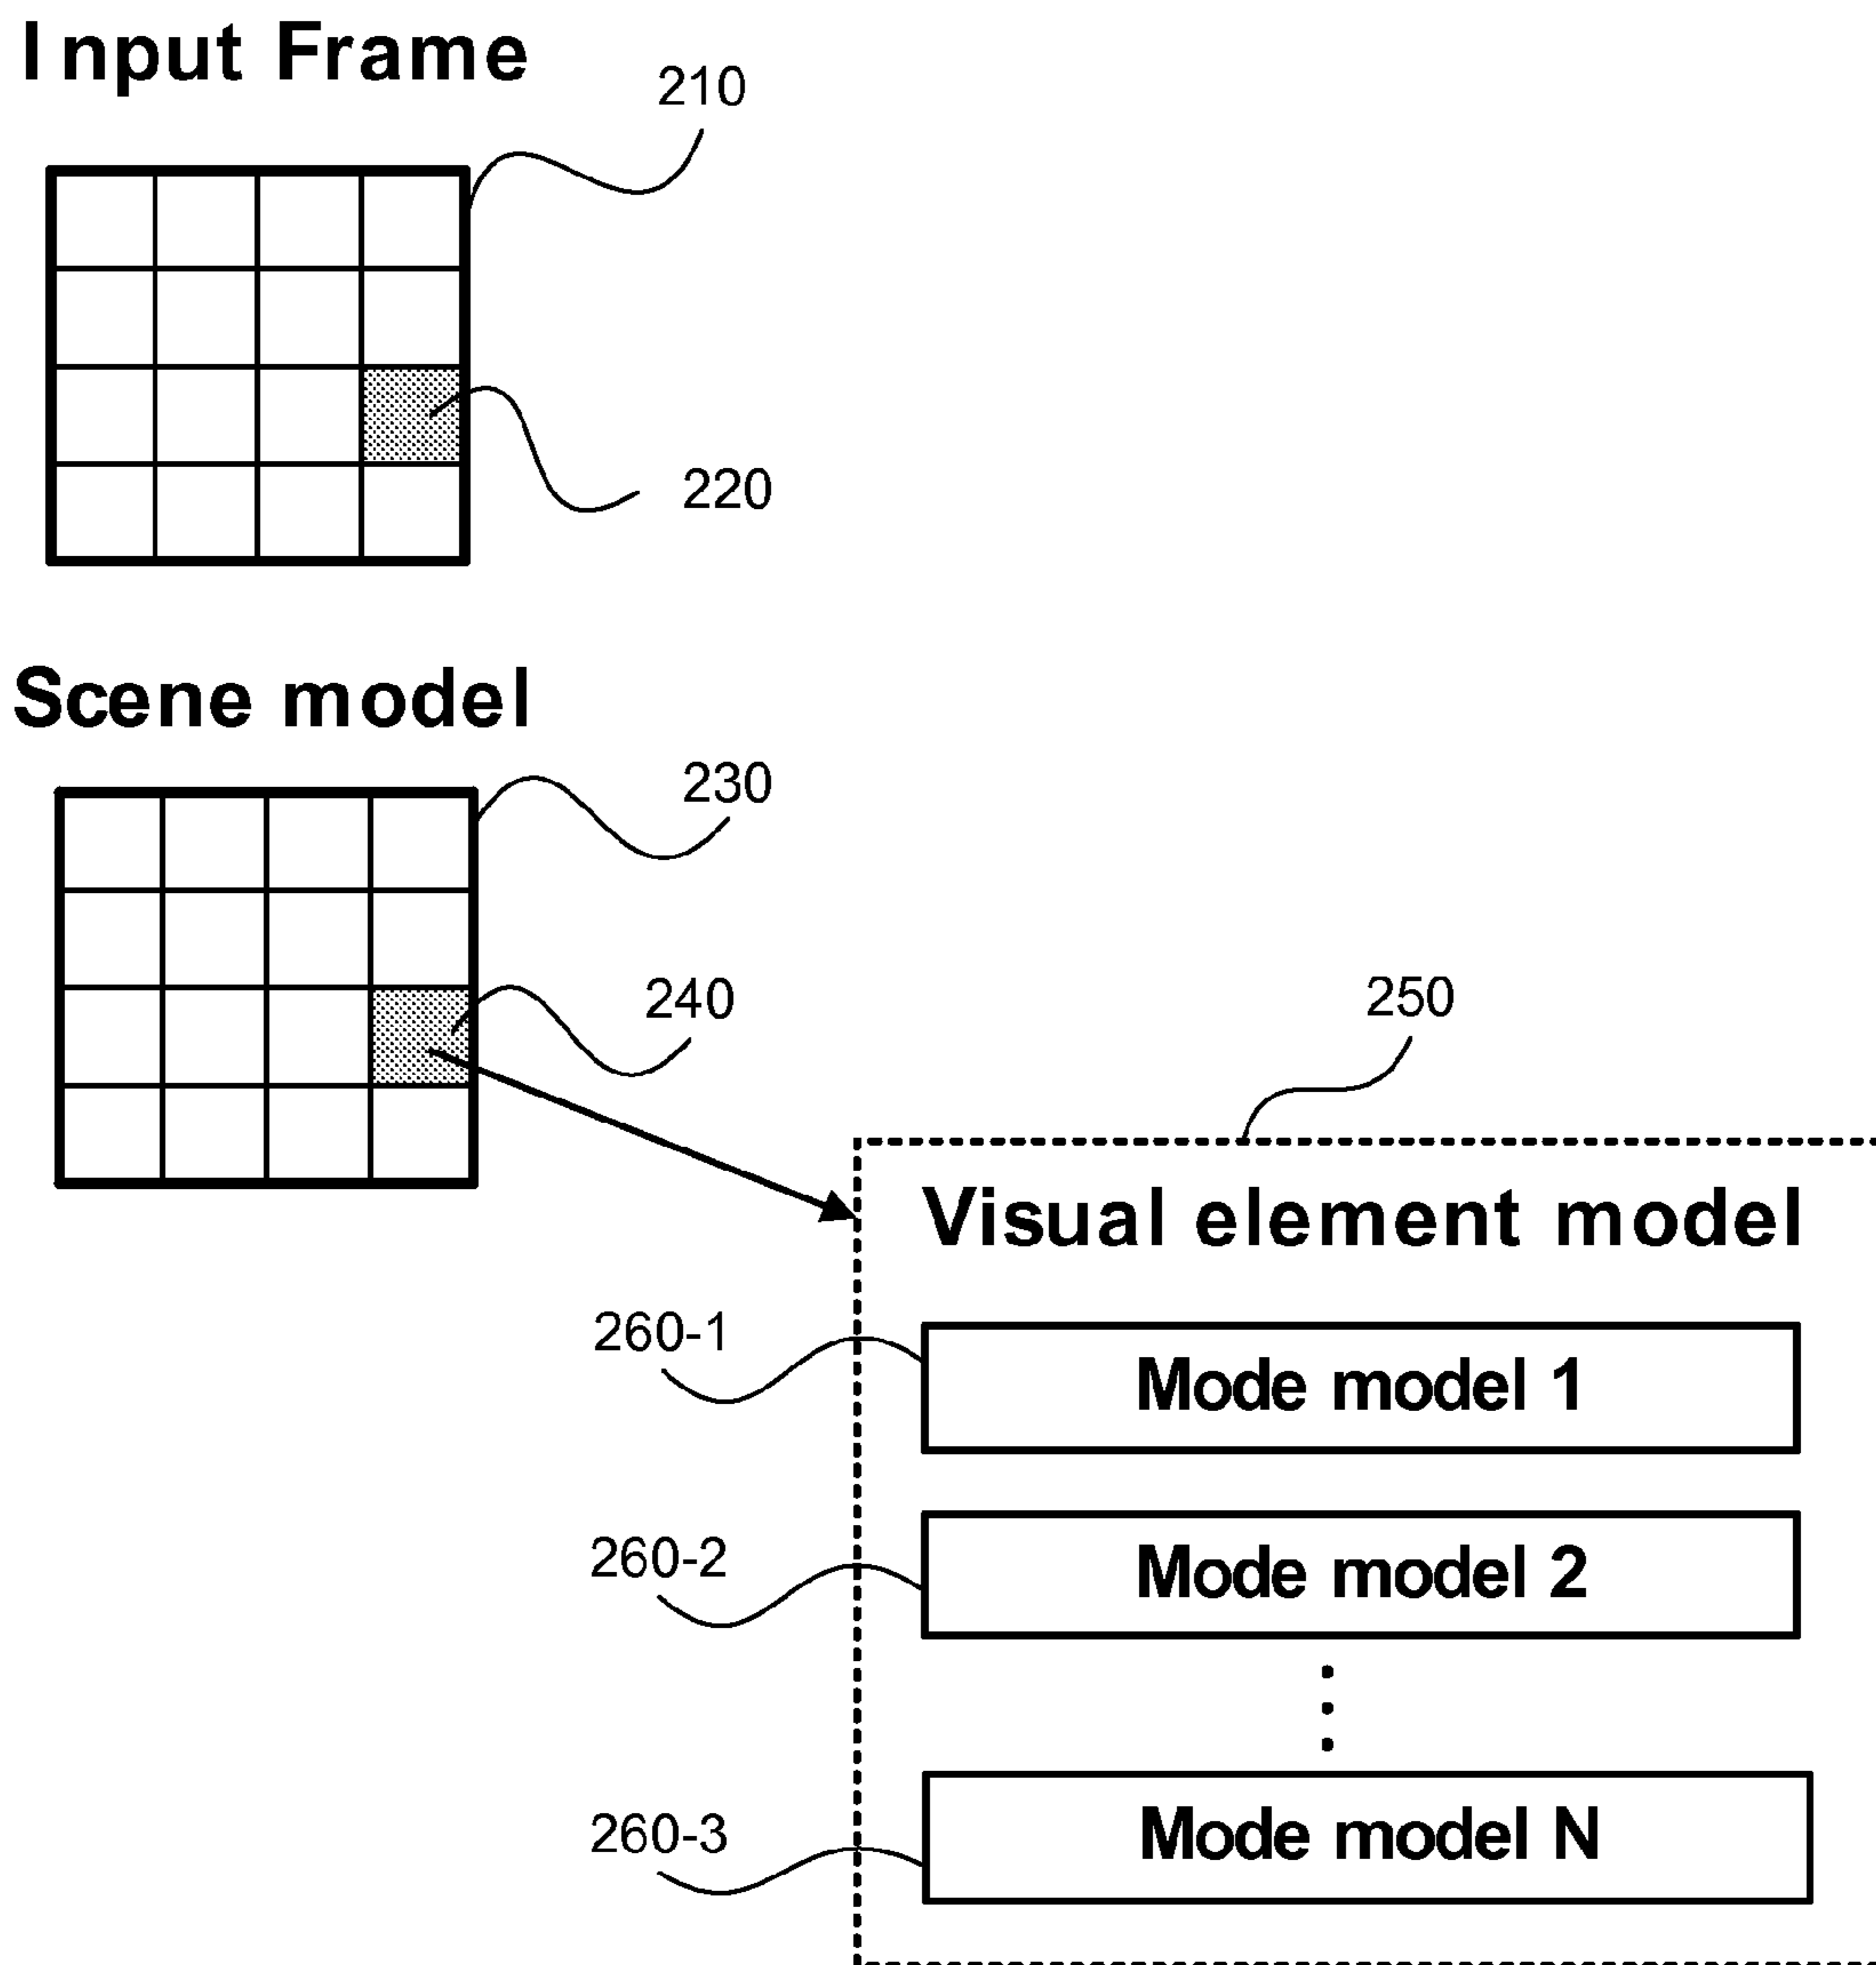 Input Frame
210
220
Scene model
230
240
250
Visual element model
260-1
Mode model 1
260-2
Mode model 2
260-3
Mode model N